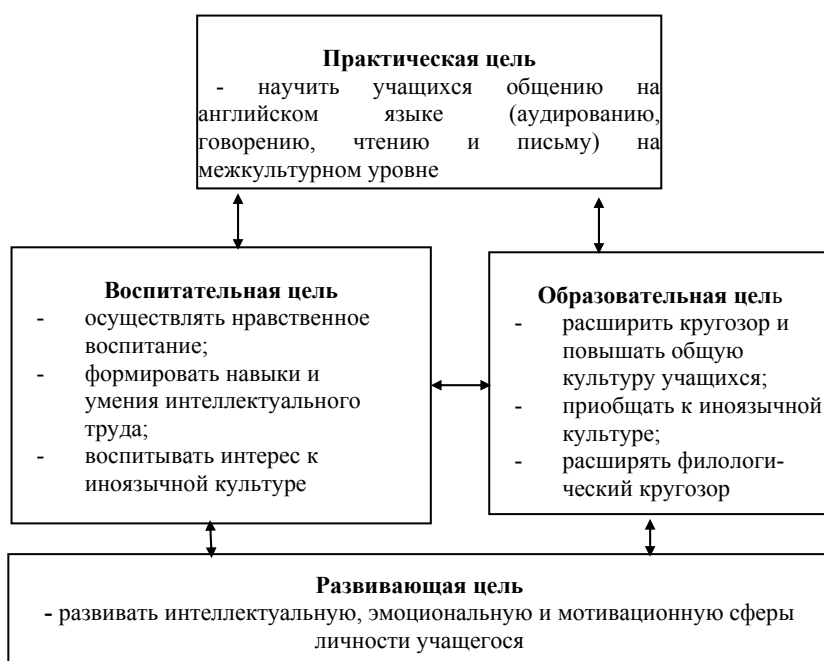 Практическая цель
- научить учащихся общению на
английском языке (аудированию,
говорению, чтению и письму) на
межкультурном уровне
Воспитательная цель
- осуществлять нравственное
воспитание;
- формировать навыки и
умения интеллектуального
труда;
- воспитывать интерес к
иноязычной культуре
Образовательная цель
- расширить кругозор и
повышать общую
культуру учащихся;
- приобщать к иноязычной
культуре;
- расширять филологи-
ческий кругозор
Развивающая цель
- развивать интеллектуальную, эмоциональную и мотивационную сферы
личности учащегося